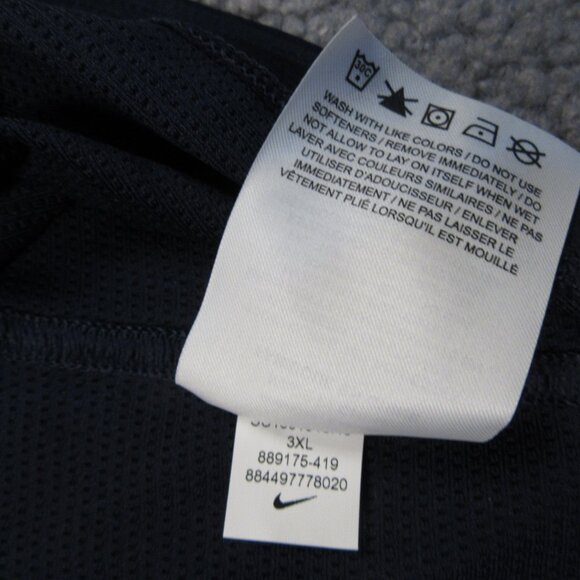 30C
WASH WITH LIKE COLORS / DO NOT USE
SOFTENERS / REMOVE IMMEDIATELY / DO
NOT ALLOW TO LAY ON ITSELF WHEN WET
LAVER AVEC COULEURS SIMILAIRES / NE PAS
UTILISER D'ADOUCISSEUR / ENLEVER
IMMEDIATEMENT / NE PAS LAISSER LE
VÊTEMENT PLIÉ LORSQU'IL EST MOUILLÉ
3XL
889175-419
884497778020